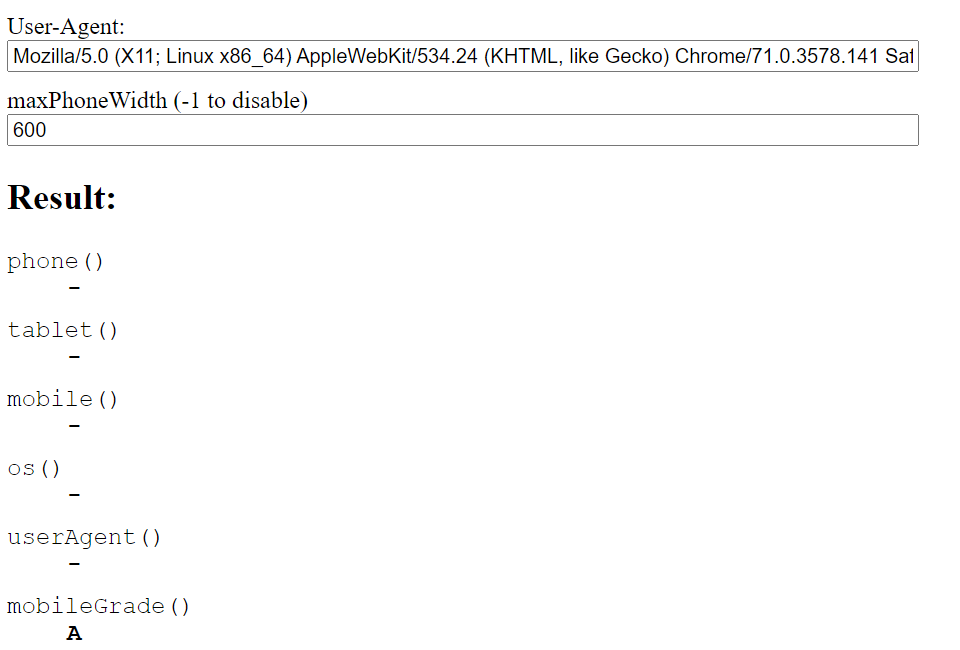 User-Agent:
Mozilla/5.0 (X11; Linux x86_64) AppleWebKit/534.24 (KHTML, like Gecko) Chrome/71.0.3578.141 Saf
maxPhoneWidth (-1 to disable)
600
Result:
phone()
-
tablet()
-
mobile()
-
os()
-
userAgent()
-
mobileGrade()
A